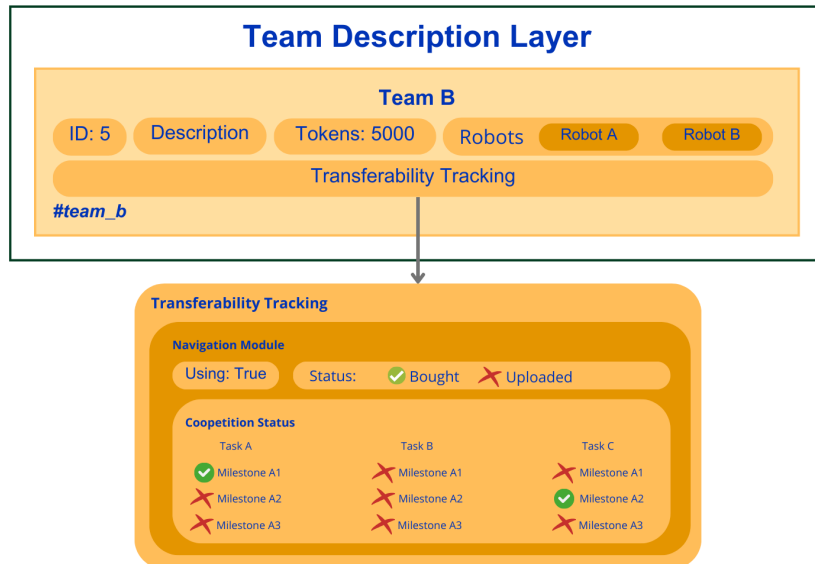 Team Description Layer
Team B
ID: 5 Description Tokens: 5000 Robots Robot A Robot B
Transferability Tracking
#team_b
Transferability Tracking
Navigation Module
Using: True Status: Bought Uploaded
Coopetition Status
Task A Task B Task C
Milestone A1 Milestone A1 Milestone A1
Milestone A2 Milestone A2 Milestone A2
Milestone A3 Milestone A3 Milestone A3